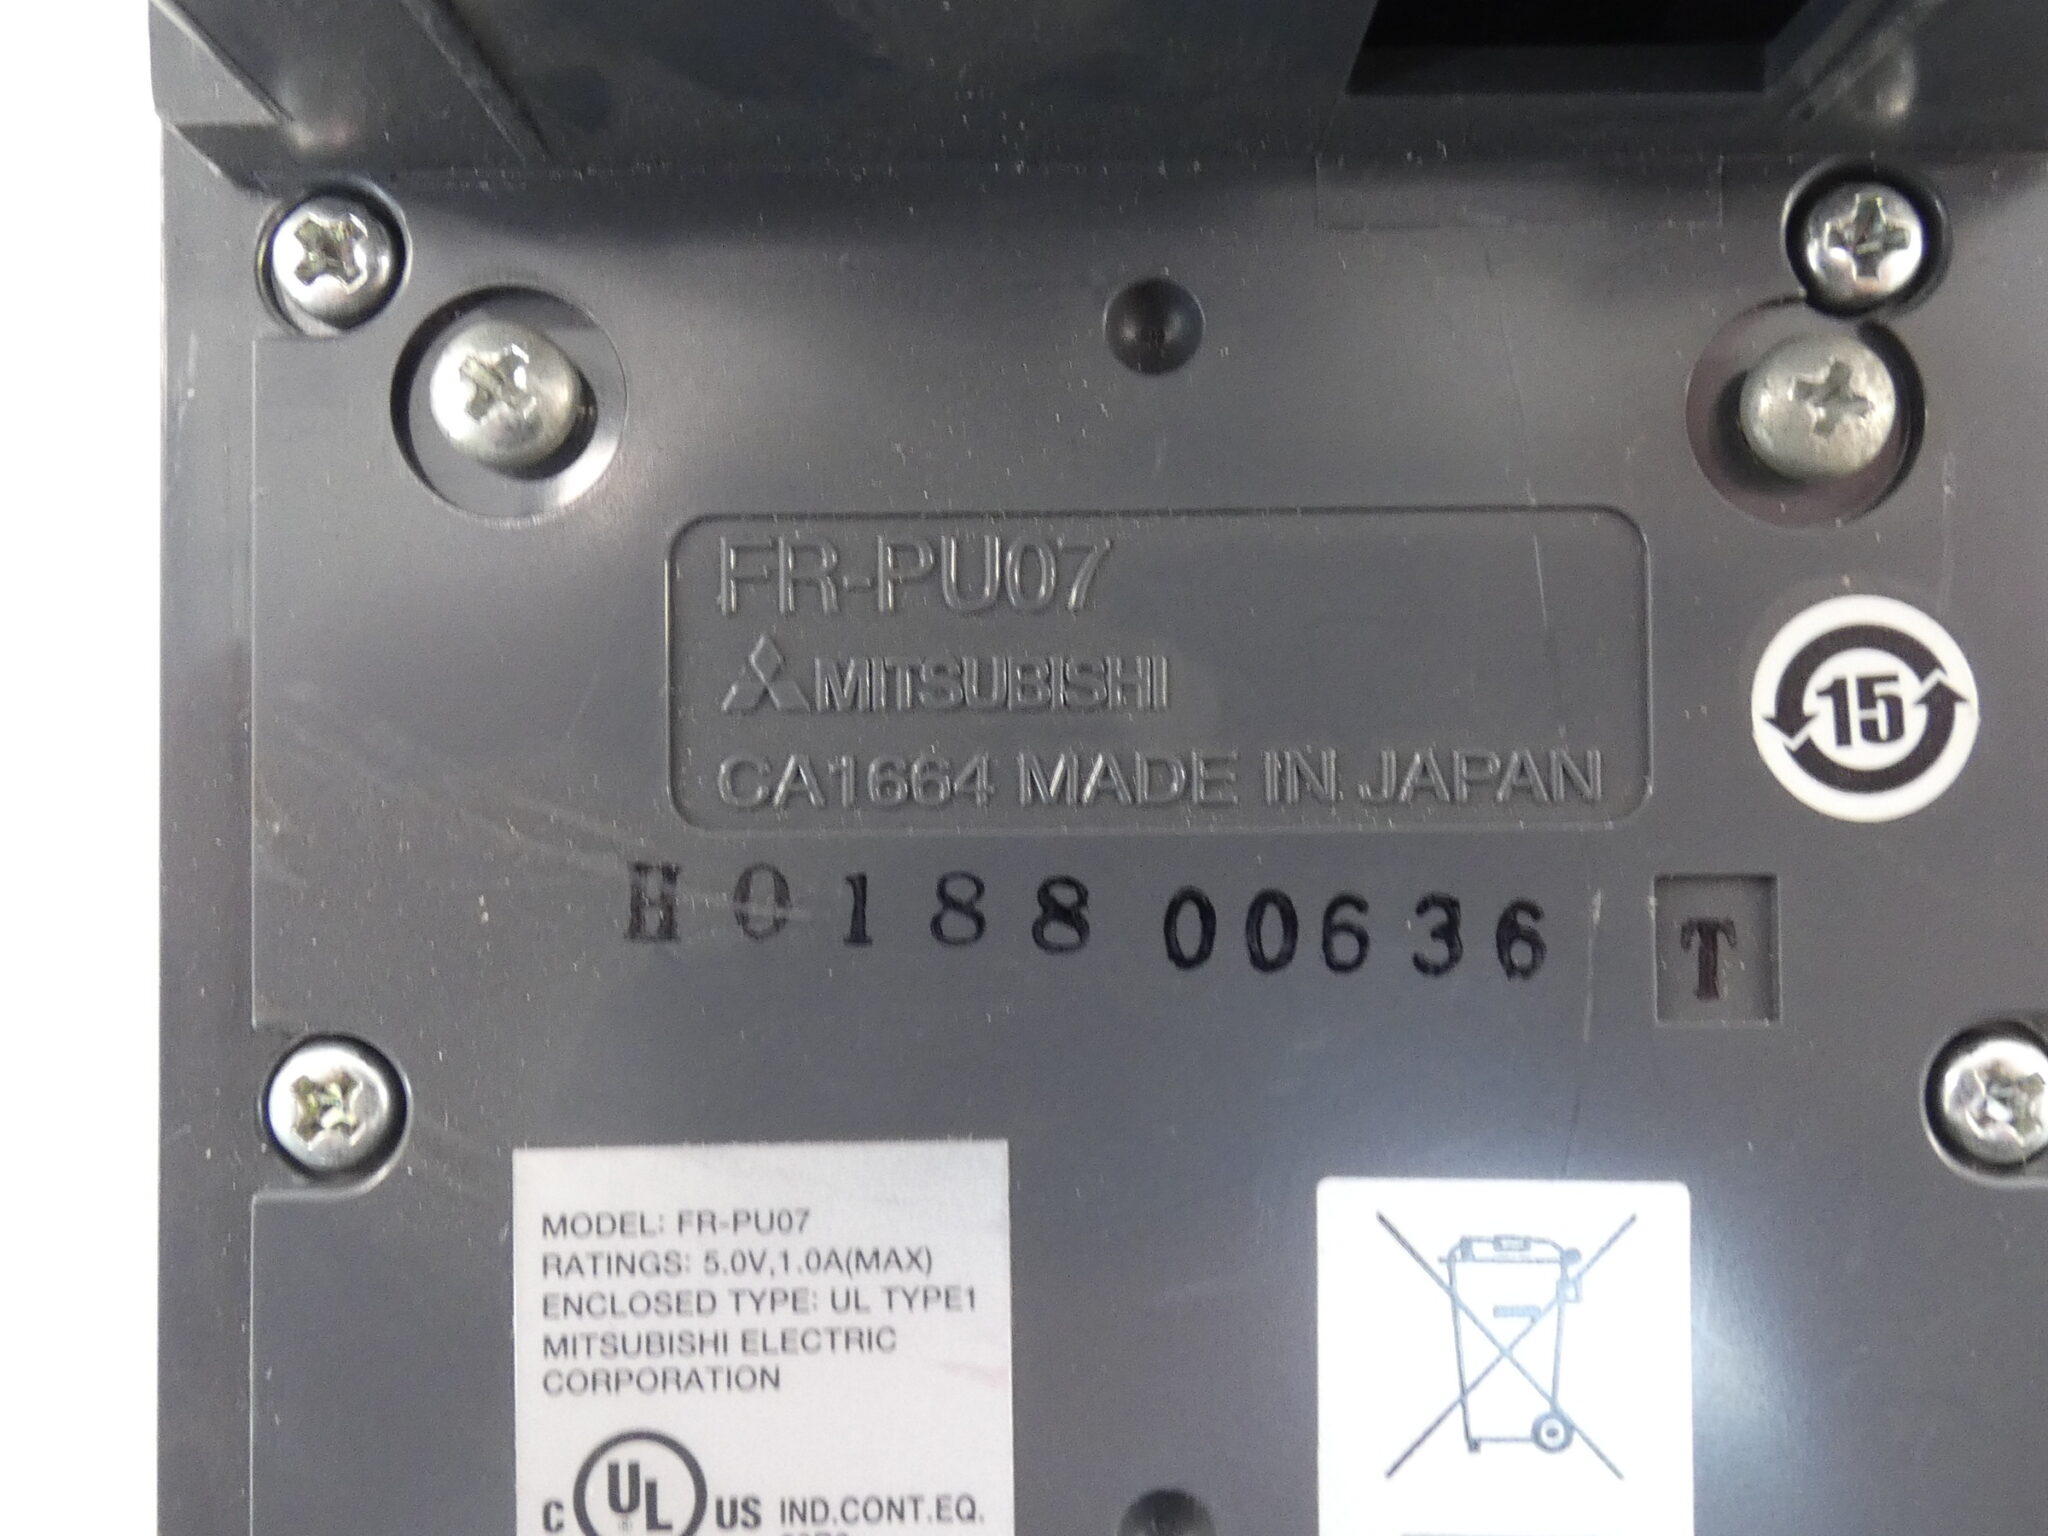 FR-PU07
MITSUBISHI
CA1664 MADE IN JAPAN
15
H0188 00636 T
MODEL: FR-PU07
RATINGS: 5.0V,1.0A(MAX)
ENCLOSED TYPE: UL TYPE1
MITSUBISHI ELECTRIC
CORPORATION
C UL US IND.CONT.EQ.